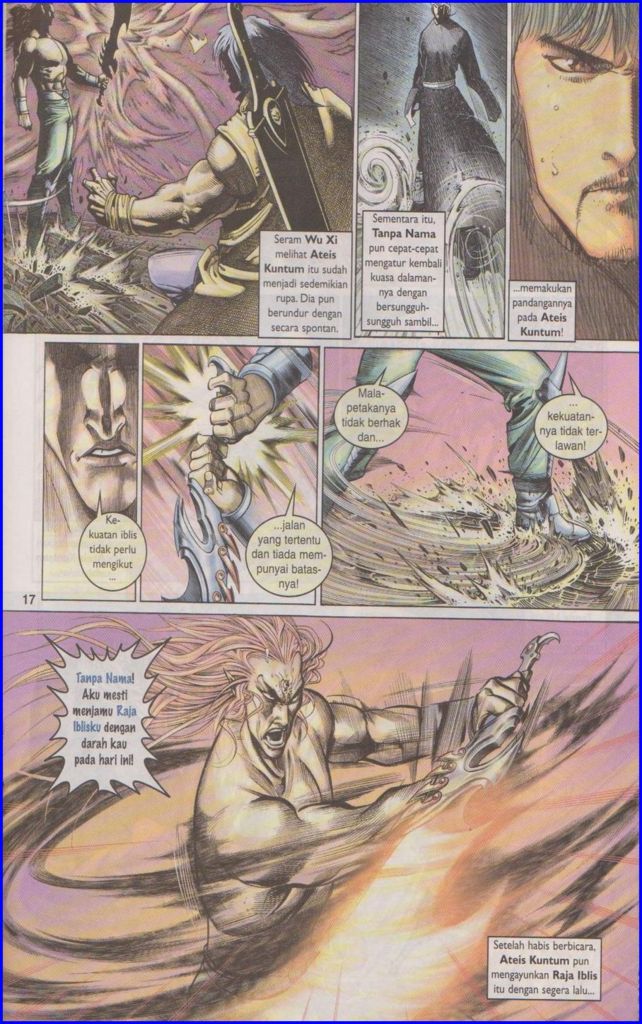 Seram Wu Xi
melihat Ateis
Kuntum itu sudah
menjadi sedemikian
rupa. Dia pun
berundur dengan
secara spontan.
Sementara itu,
Tanpa Nama
pun cepat-cepat
mengatur kembali
kuasa dalaman-
nya dengan
bersungguh-
sungguh sambil...
...memakukan
pandangannya
pada Ateis
Kuntum!
Ke-
kuatan iblis
tidak perlu
mengikut
...
...jalan
yang tertentu
dan tiada mem-
punyai batas-
nya!
Mala-
petakanya
tidak berhak
dan...
...
kekuatan-
nya tidak ter-
lawan!
17
Tanpa Nama!
Aku mesti
menjamu Raja
Iblisku dengan
darah kau
pada hari ini!
Setelah habis berbicara,
Ateis Kuntum pun
mengayunkan Raja Iblis
itu dengan segera lalu...